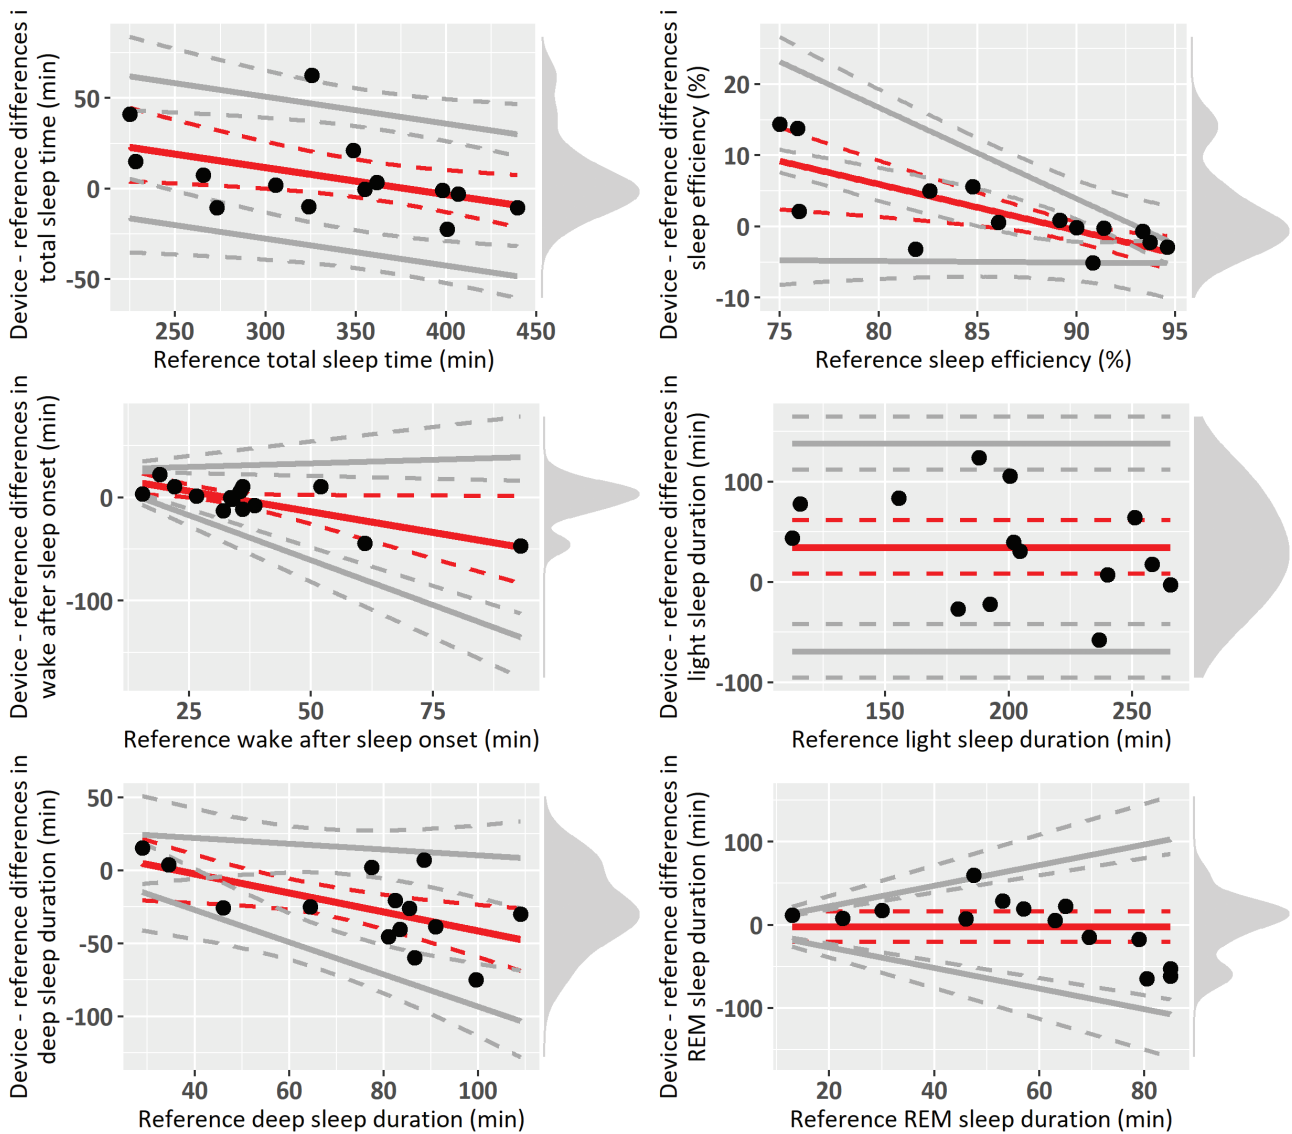 Device - reference differences i
total sleep time (min)
50
0
-50
250 300 350 400 450
Reference total sleep time (min)
Device - reference differences i
sleep efficiency (%)
20
10
0
-10
75 80 85 90 95
Reference sleep efficiency (%)
Device - reference differences in
wake after sleep onset (min)
0
-100
25 50 75
Reference wake after sleep onset (min)
Device - reference differences in
light sleep duration (min)
100
0
-100
150 200 250
Reference light sleep duration (min)
Device - reference differences in
deep sleep duration (min)
50
0
-50
-100
40 60 80 100
Reference deep sleep duration (min)
Device - reference differences in
REM sleep duration (min)
100
0
-100
20 40 60 80
Reference REM sleep duration (min)